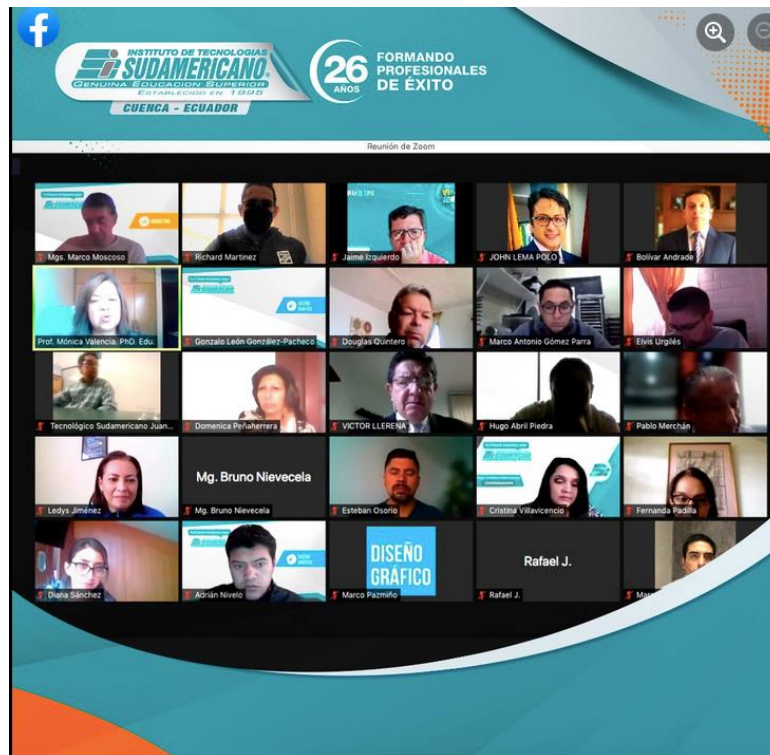 INSTITUTO DE TECNOLOGIAS
SUDAMERICANO.
GENUINA EDUCACION SUPERIOR
ESTABLECIDO EN 1995
CUENCA - ECUADOR
26
AÑOS
FORMANDO
PROFESIONALES
DE ÉXITO
Reunión de Zoom
Mgs. Marco Moscoso
Richard Martinez
Jaime Izquierdo
JOHN LEMA POLO
Bolívar Andrade
Prof. Mónica Valencia. PhD. Edu.
Gonzalo León González-Pacheco
Douglas Quintero
Marco Antonio Gómez Parra
Elvis Urgilés
Tecnológico Sudamericano Juan...
Domenica Peñaherrera
VICTOR LLERENA
Hugo Abril Piedra
Pablo Merchán
Ledys Jiménez
Mg. Bruno Nievecela
Mg. Bruno Nievecela
Esteban Osorio
Cristina Villavicencio
Fernanda Padilla
Diana Sánchez
Adrián Nivelo
DISEÑO
GRÁFICO
Marco Pazmiño
Rafael J.
Rafael J.